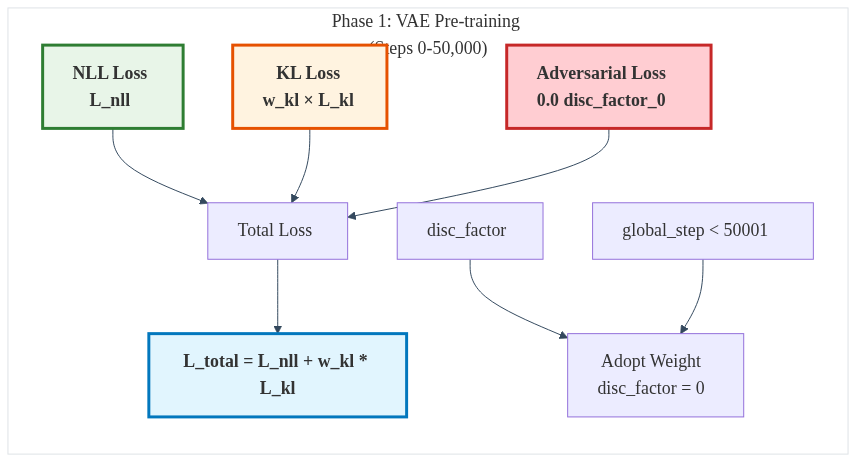 Phase 1: VAE Pre-training
(Steps 0-50,000)
NLL Loss
L_nll
KL Loss
w_kl × L_kl
Adversarial Loss
0.0 disc_factor_0
Total Loss
disc_factor
global_step < 50001
L_total = L_nll + w_kl *
L_kl
Adopt Weight
disc_factor = 0